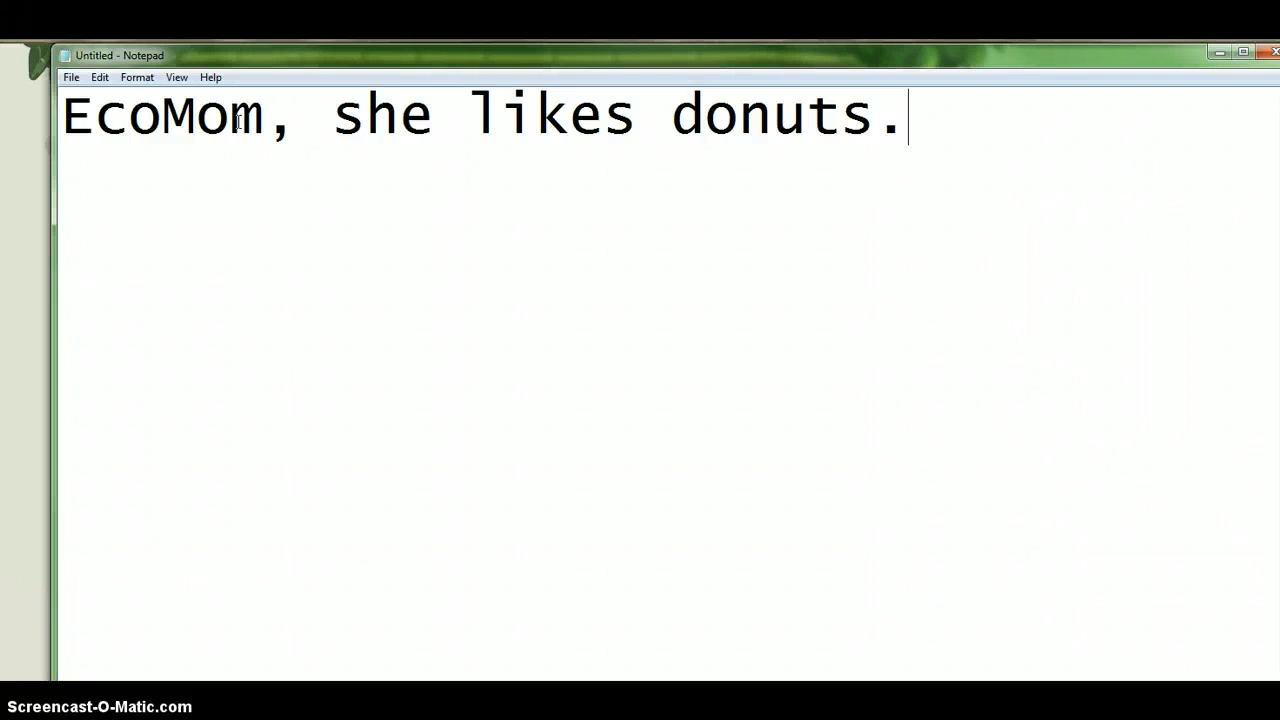 Untitled - Notepad
File Edit Format View Help
EcoMom, she likes donuts.
Screencast-O-Matic.com